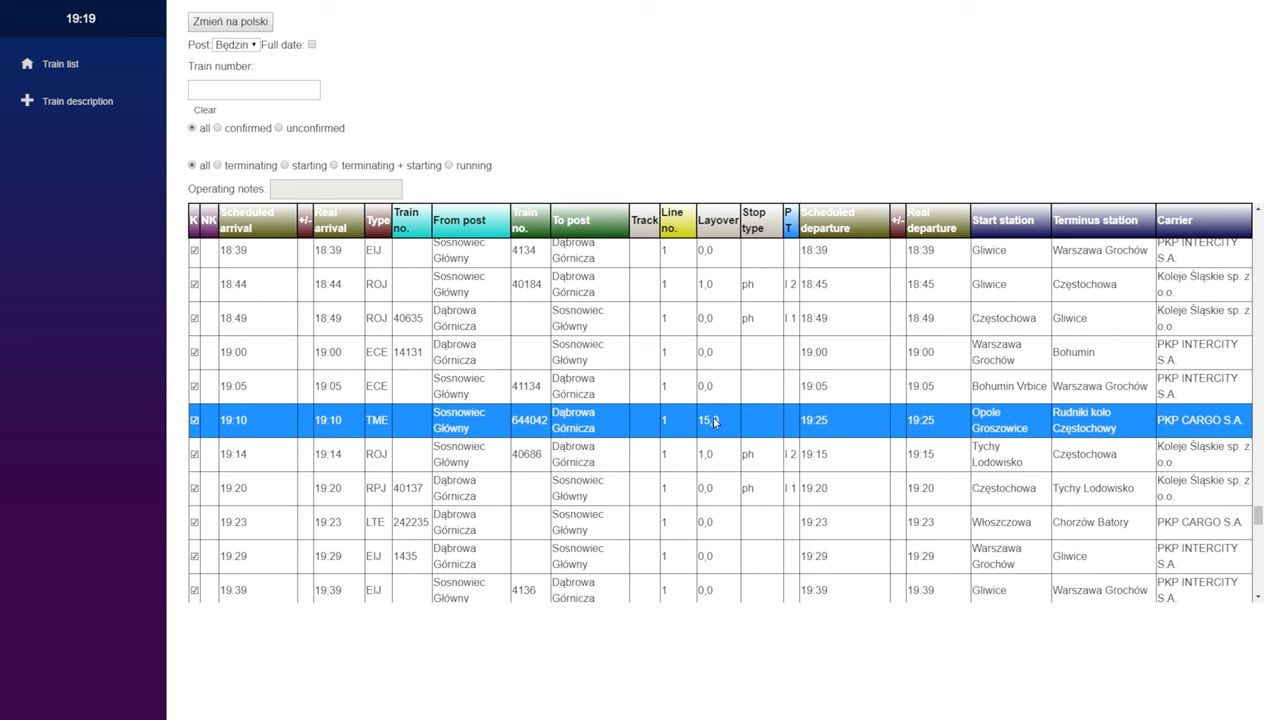 19:19
Train list
Train description
Zmień na polski
Post: Będzin Full date:
Train number:
Clear
all confirmed unconfirmed
all terminating starting terminating + starting running
Operating notes:
K NK Scheduled arrival +/- Real arrival Type Train no. From post Train no. To post Track Line no. Layover Stop type P T Scheduled departure +/- Real departure Start station Terminus station Carrier
18:39 18:39 EIJ Sosnowiec Główny 4134 Dąbrowa Górnicza 1 0,0 18:39 18:39 Gliwice Warszawa Grochów PKP INTERCITY S.A.
18:44 18:44 ROJ Sosnowiec Główny 40184 Dąbrowa Górnicza 1 1,0 ph I 2 18:45 18:45 Gliwice Częstochowa Koleje Śląskie sp. z o.o.
18:49 18:49 ROJ 40635 Dąbrowa Górnicza Sosnowiec Główny 1 0,0 ph I 1 18:49 18:49 Częstochowa Gliwice Koleje Śląskie sp. z o.o.
19:00 19:00 ECE 14131 Dąbrowa Górnicza Sosnowiec Główny 1 0,0 19:00 19:00 Warszawa Grochów Bohumin PKP INTERCITY S.A.
19:05 19:05 ECE Sosnowiec Główny 41134 Dąbrowa Górnicza 1 0,0 19:05 19:05 Bohumin Vrbice Warszawa Grochów PKP INTERCITY S.A.
19:10 19:10 TME Sosnowiec Główny 644042 Dąbrowa Górnicza 1 15,0 19:25 19:25 Opole Groszowice Rudniki koło Częstochowy PKP CARGO S.A.
19:14 19:14 ROJ Sosnowiec Główny 40686 Dąbrowa Górnicza 1 1,0 ph I 2 19:15 19:15 Tychy Lodowisko Częstochowa Koleje Śląskie sp. z o.o.
19:20 19:20 RPJ 40137 Dąbrowa Górnicza Sosnowiec Główny 1 0,0 ph I 1 19:20 19:20 Częstochowa Tychy Lodowisko Koleje Śląskie sp. z o.o.
19:23 19:23 LTE 242235 Dąbrowa Górnicza Sosnowiec Główny 1 0,0 19:23 19:23 Włoszczowa Chorzów Batory PKP CARGO S.A.
19:29 19:29 EIJ 1435 Dąbrowa Górnicza Sosnowiec Główny 1 0,0 19:29 19:29 Warszawa Grochów Gliwice PKP INTERCITY S.A.
19:39 19:39 EIJ Sosnowiec Główny 4136 Dąbrowa Górnicza 1 0,0 19:39 19:39 Gliwice Warszawa Grochów PKP INTERCITY S.A.